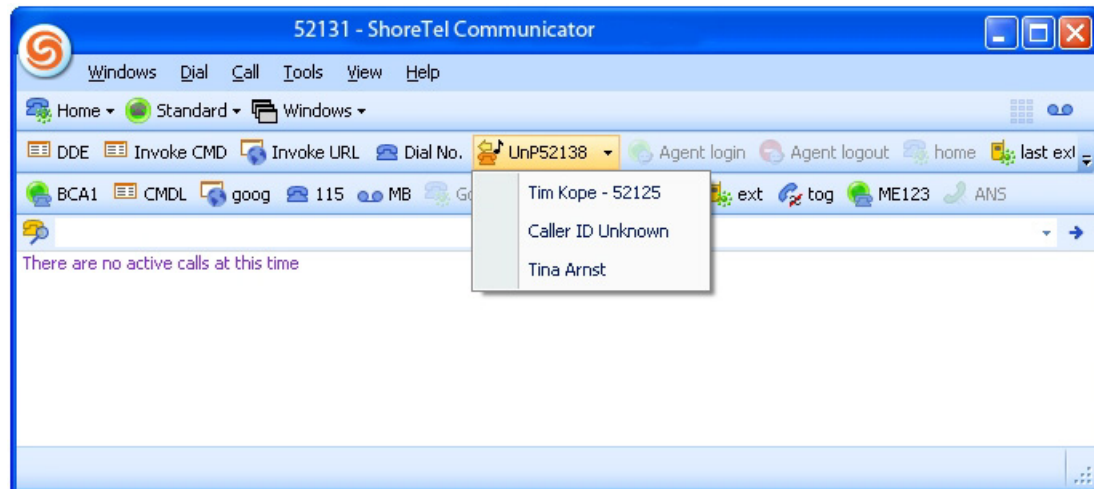 52131 - ShoreTel Communicator
Windows Dial Call Tools View Help
Home Standard Windows
DDE Invoke CMD Invoke URL Dial No. UnP52138 Agent login Agent logout home last ext
BCA1 CMDL goog 115 MB ext tog ME123 ANS
Tim Kope - 52125
Caller ID Unknown
Tina Arnst
There are no active calls at this time